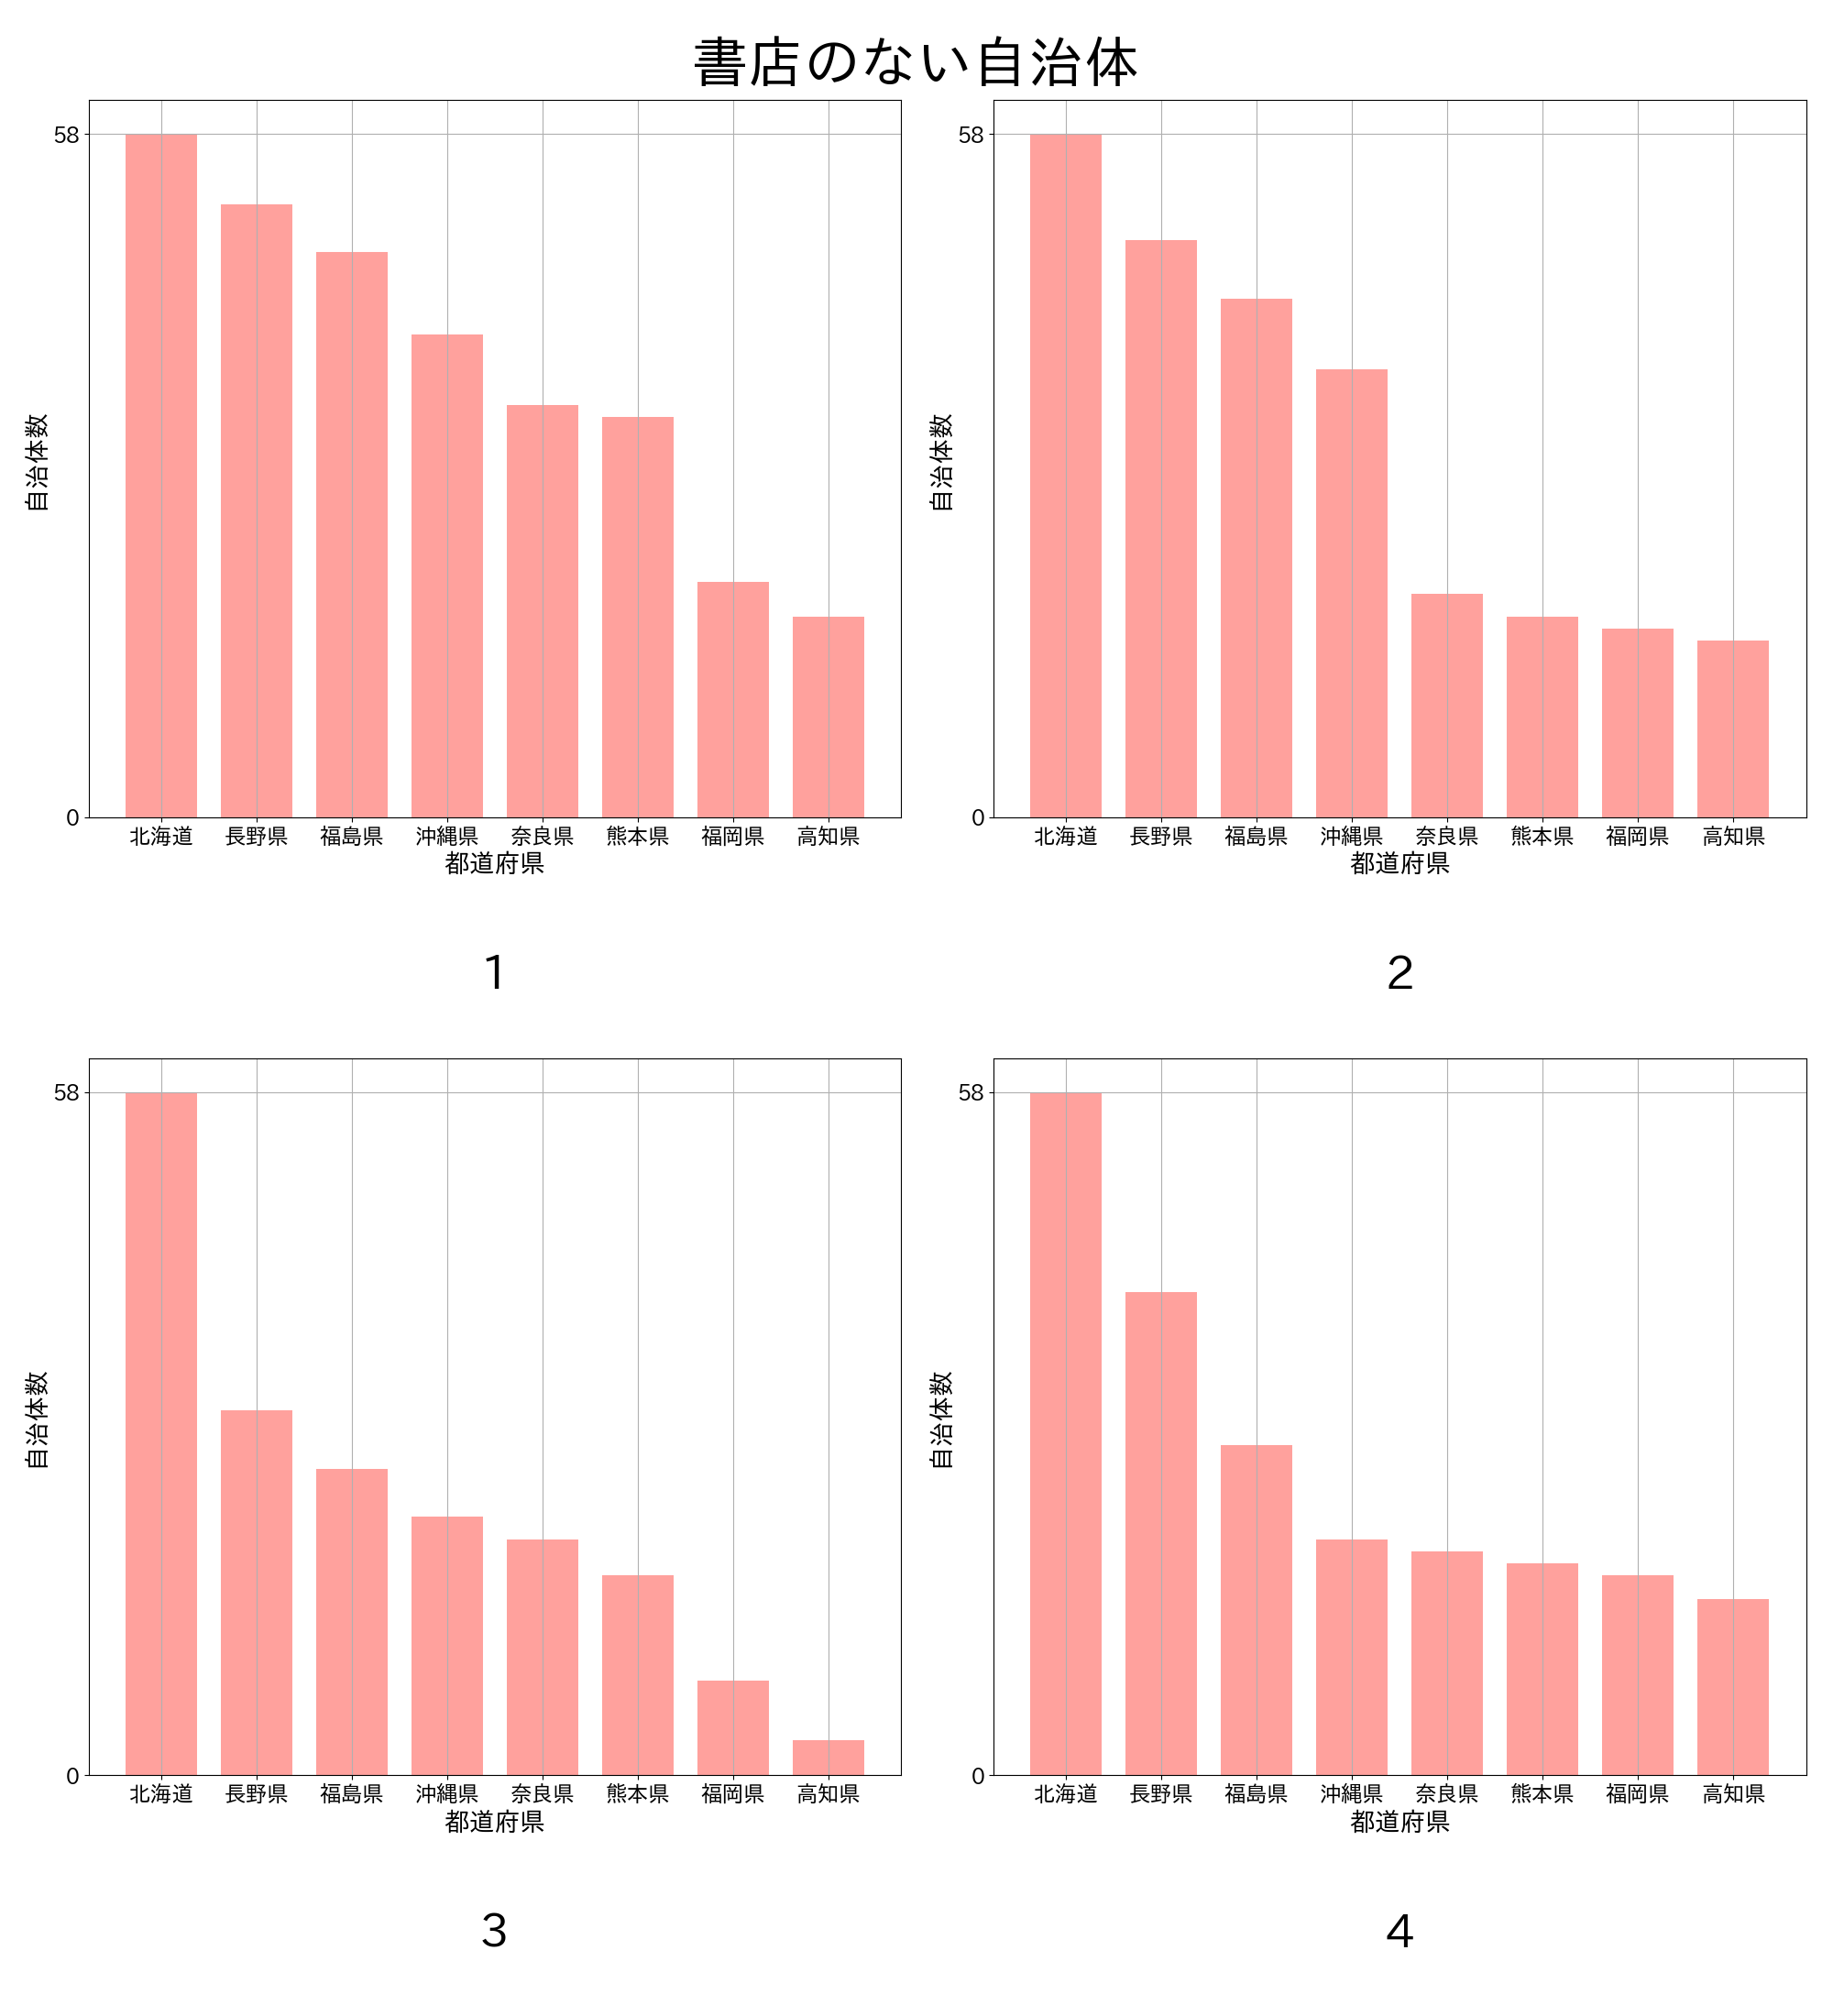 書店のない自治体
58
0
自治体数
北海道 長野県 福島県 沖縄県 奈良県 熊本県 福岡県 高知県
都道府県
1
58
0
自治体数
北海道 長野県 福島県 沖縄県 奈良県 熊本県 福岡県 高知県
都道府県
2
58
0
自治体数
北海道 長野県 福島県 沖縄県 奈良県 熊本県 福岡県 高知県
都道府県
3
58
0
自治体数
北海道 長野県 福島県 沖縄県 奈良県 熊本県 福岡県 高知県
都道府県
4